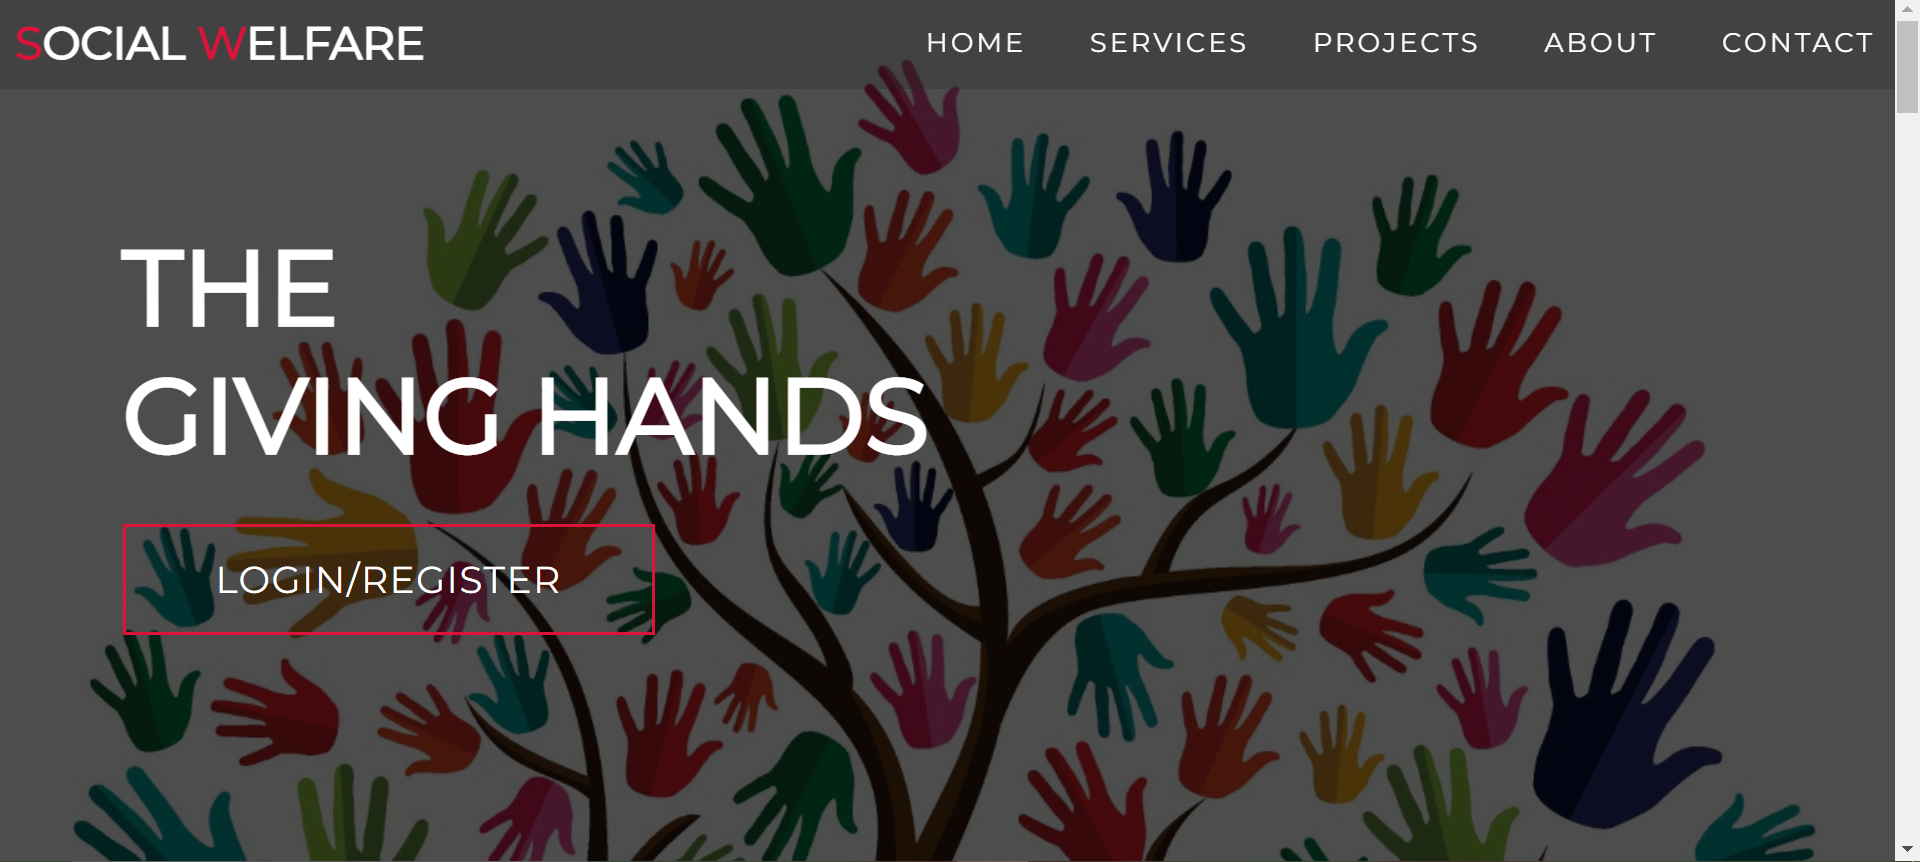 SOCIAL WELFARE
HOME SERVICES PROJECTS ABOUT CONTACT
THE
GIVING HANDS
LOGIN/REGISTER